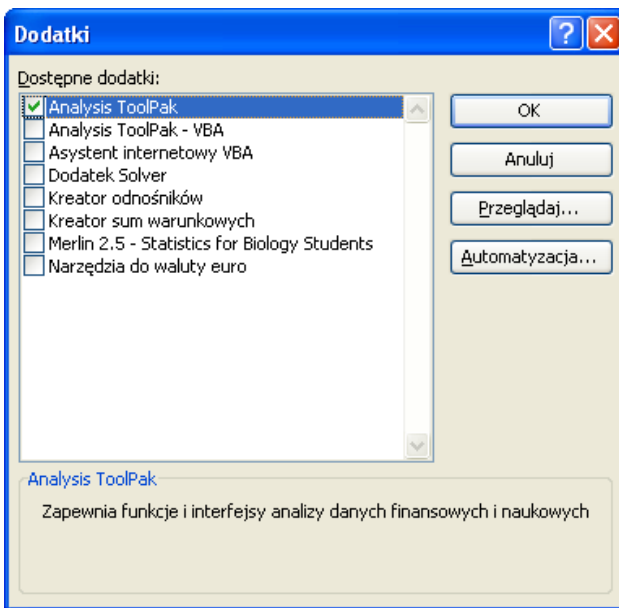 Dodatki
Dostępne dodatki:
Analysis ToolPak
Analysis ToolPak - VBA
Asystent internetowy VBA
Dodatek Solver
Kreator odnośników
Kreator sum warunkowych
Merlin 2.5 - Statistics for Biology Students
Narzędzia do waluty euro
OK
Anuluj
Przeglądaj...
Automatyzacja...
Analysis ToolPak
Zapewnia funkcje i interfejsy analizy danych finansowych i naukowych